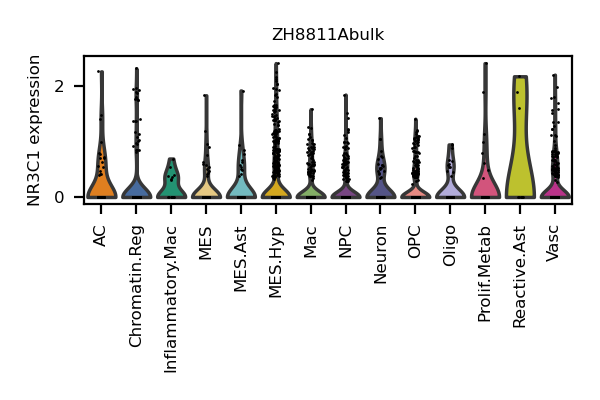 ZH8811Abulk
NR3C1 expression
2
0
AC
Chromatin.Reg
Inflammatory.Mac
MES
MES.Ast
MES.Hyp
Mac
NPC
Neuron
OPC
Oligo
Prolif.Metab
Reactive.Ast
Vasc